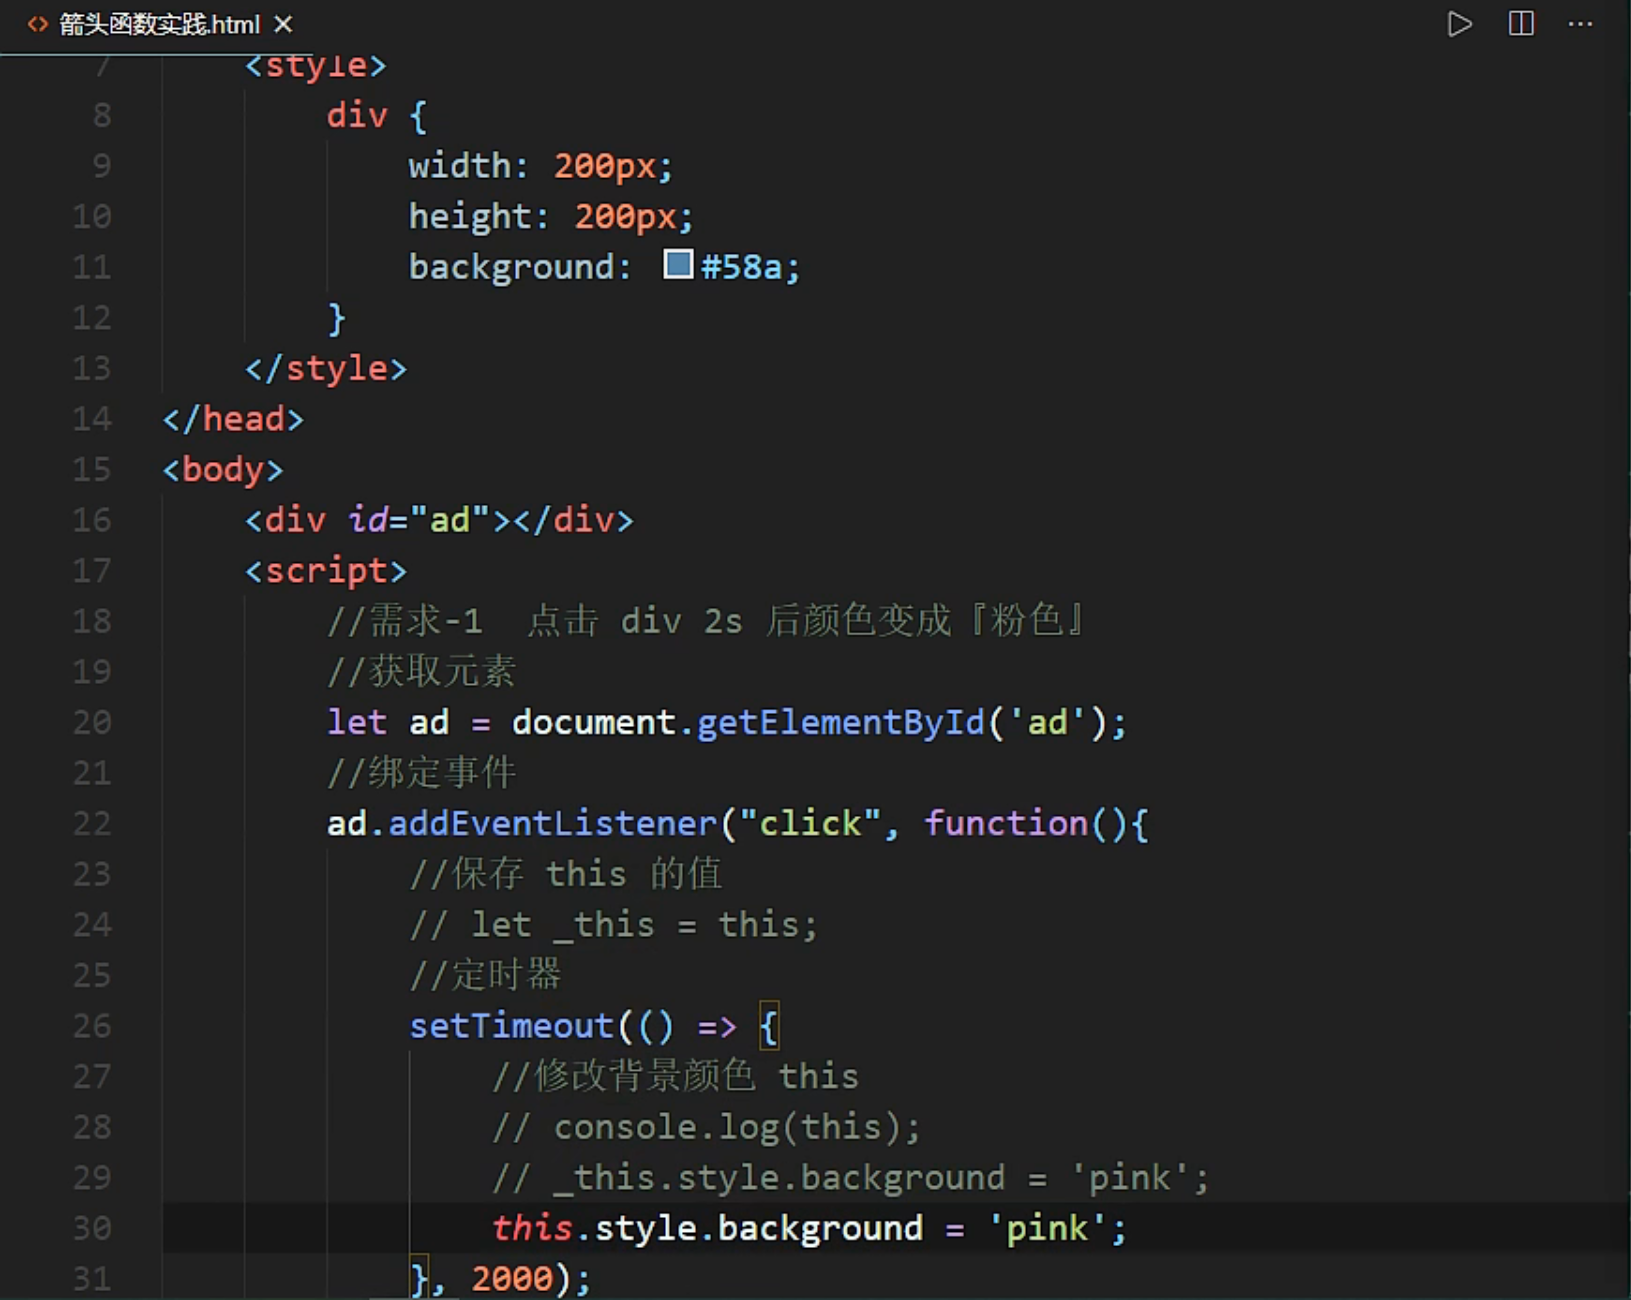 箭头函数实践.html
7 <style>
8 div {
9 width: 200px;
10 height: 200px;
11 background: #58a;
12 }
13 </style>
14 </head>
15 <body>
16 <div id="ad"></div>
17 <script>
18 //需求-1 点击 div 2s 后颜色变成『粉色』
19 //获取元素
20 let ad = document.getElementById('ad');
21 //绑定事件
22 ad.addEventListener("click", function(){
23 //保存 this 的值
24 // let _this = this;
25 //定时器
26 setTimeout(() => {
27 //修改背景颜色 this
28 // console.log(this);
29 // _this.style.background = 'pink';
30 this.style.background = 'pink';
31 }, 2000);